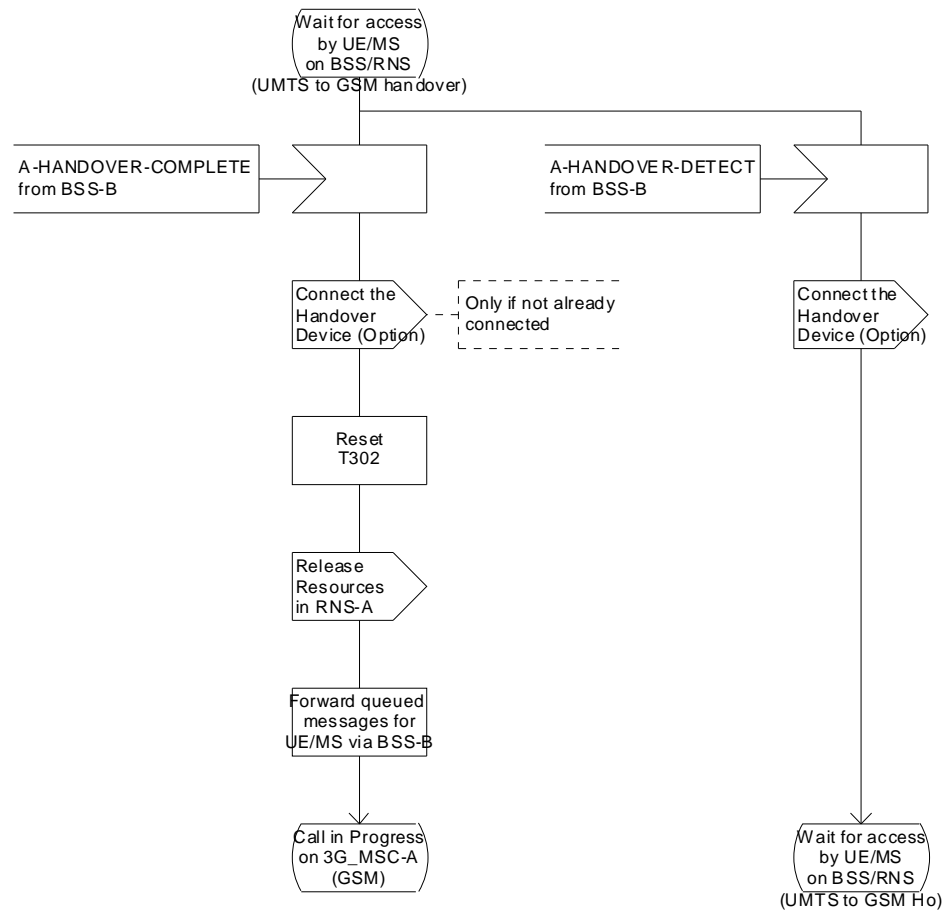 Wait for access
by UE/MS
on BSS/RNS
(UMTS to GSM handover)
A-HANDOVER-COMPLETE
from BSS-B
A-HANDOVER-DETECT
from BSS-B
Connect the
Handover
Device (Option)
Only if not already
connected
Connect the
Handover
Device (Option)
Reset
T302
Release
Resources
in RNS-A
Forward queued
messages for
UE/MS via BSS-B
Call in Progress
on 3G_MSC-A
(GSM)
Wait for access
by UE/MS
on BSS/RNS
(UMTS to GSM Ho)